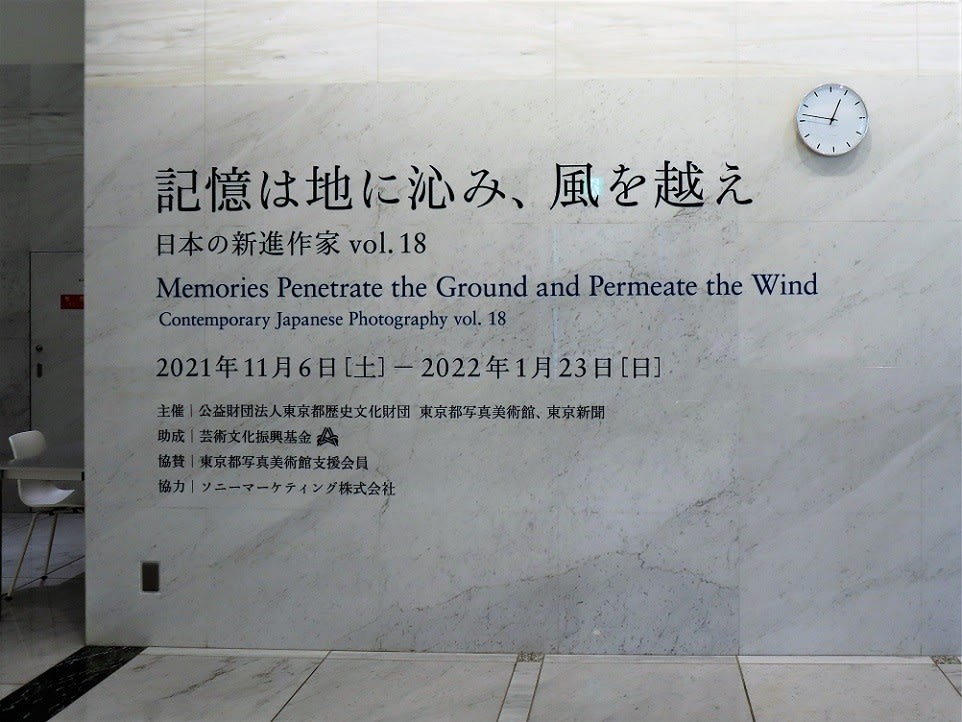 記憶は地に沁み、風を越え
日本の新進作家 vol. 18
Memories Penetrate the Ground and Permeate the Wind
Contemporary Japanese Photography vol. 18
2021年11月6日［土］－2022年1月23日［日］
主催｜公益財団法人東京都歴史文化財団 東京都写真美術館、東京新聞
助成｜芸術文化振興基金
協賛｜東京都写真美術館支援会員
協力｜ソニーマーケティング株式会社